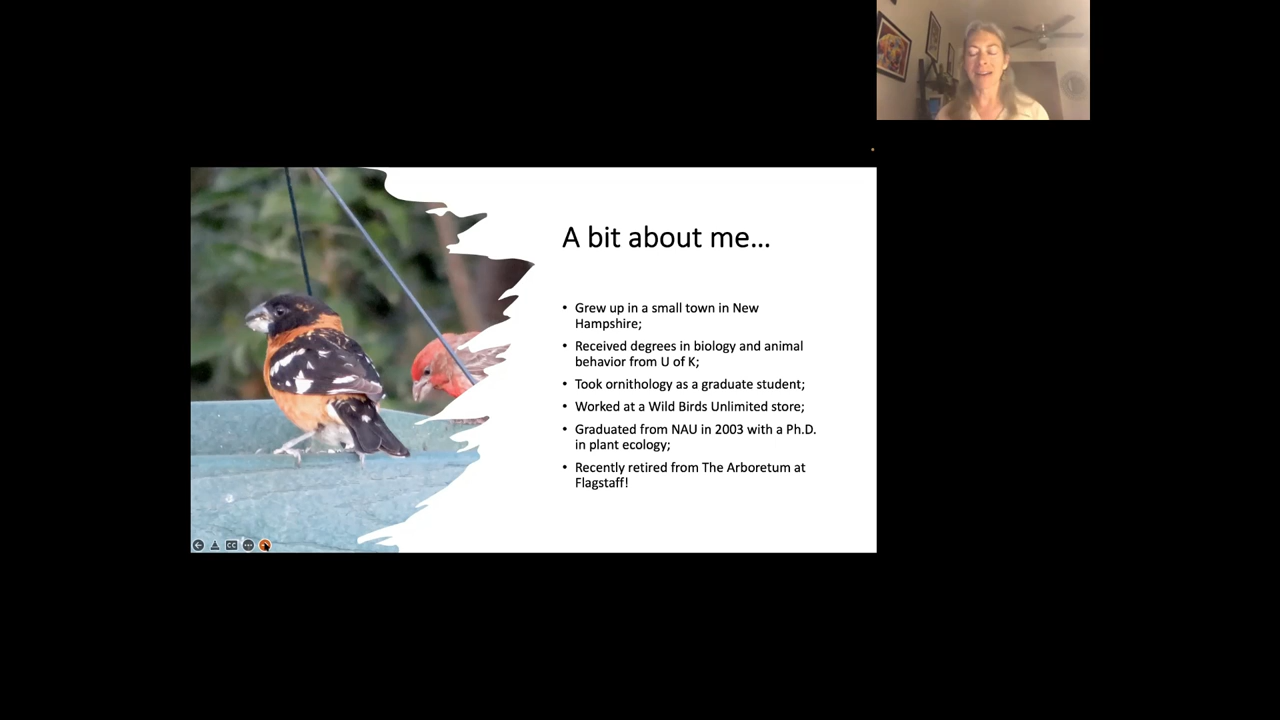 A bit about me...
• Grew up in a small town in New
Hampshire;
• Received degrees in biology and animal
behavior from U of K;
• Took ornithology as a graduate student;
• Worked at a Wild Birds Unlimited store;
• Graduated from NAU in 2003 with a Ph.D.
in plant ecology;
• Recently retired from The Arboretum at
Flagstaff!
CC